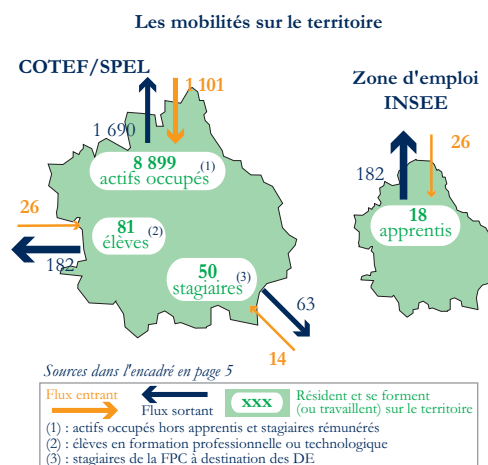 Les mobilités sur le territoire
COTEF/SPEL
1 101
1 690
8 899 (1)
actifs occupés
26
81
élèves (2)
182
50 (3)
stagiaires
63
14
Zone d'emploi
INSEE
26
182
18
apprentis
Sources dans l'encadré en page 5
Flux entrant
Flux sortant
xxx
Résident et se forment
(ou travaillent) sur le territoire
(1) : actifs occupés hors apprentis et stagiaires rémunérés
(2) : élèves en formation professionnelle ou technologique
(3) : stagiaires de la FPC à destination des DE